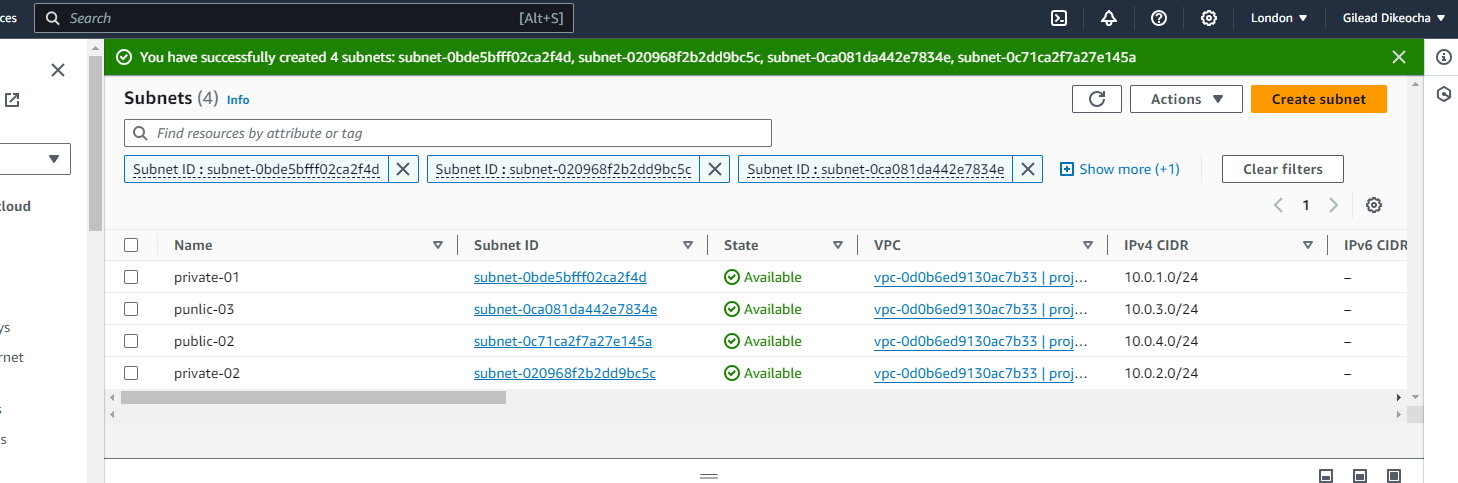 ces Search [Alt+S] London Gilead Dikeocha
You have successfully created 4 subnets: subnet-0bde5bfff02ca2f4d, subnet-020968f2b2dd9bc5c, subnet-0ca081da442e7834e, subnet-0c71ca2f7a27e145a
Subnets (4) Info Actions Create subnet
Find resources by attribute or tag
Subnet ID : subnet-0bde5bfff02ca2f4d Subnet ID : subnet-020968f2b2dd9bc5c Subnet ID : subnet-0ca081da442e7834e Show more (+1) Clear filters
cloud 1
Name Subnet ID State VPC IPv4 CIDR IPv6 CIDR
private-01 subnet-0bde5bfff02ca2f4d Available vpc-0d0b6ed9130ac7b33 | proj… 10.0.1.0/24 –
punlic-03 subnet-0ca081da442e7834e Available vpc-0d0b6ed9130ac7b33 | proj… 10.0.3.0/24 –
ys
public-02 subnet-0c71ca2f7a27e145a Available vpc-0d0b6ed9130ac7b33 | proj… 10.0.4.0/24 –
rnet
private-02 subnet-020968f2b2dd9bc5c Available vpc-0d0b6ed9130ac7b33 | proj… 10.0.2.0/24 –
s
rs